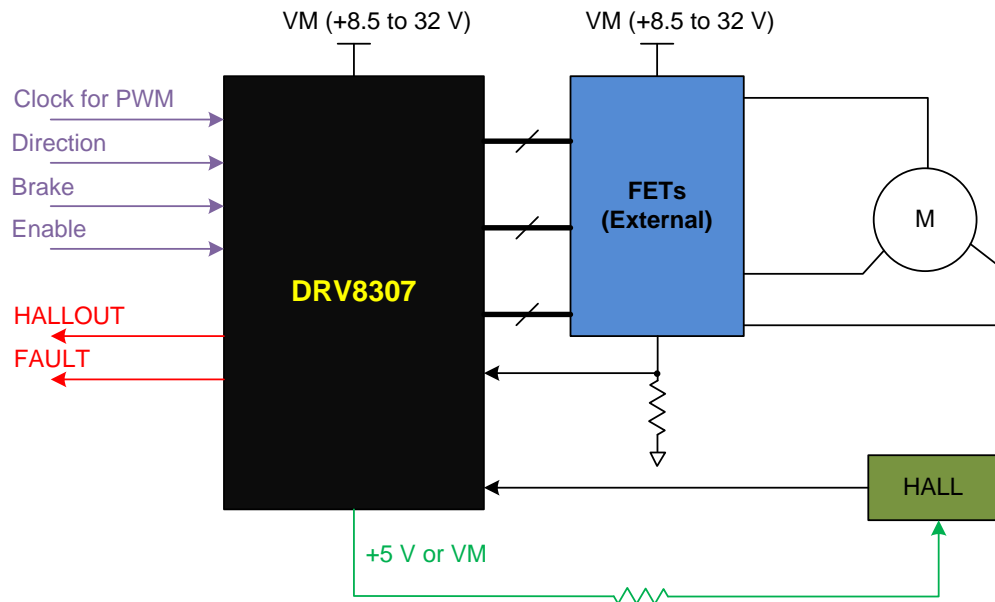 VM (+8.5 to 32 V)
VM (+8.5 to 32 V)
Clock for PWM
Direction
Brake
Enable
FETs
(External)
M
DRV8307
HALLOUT
FAULT
HALL
+5 V or VM